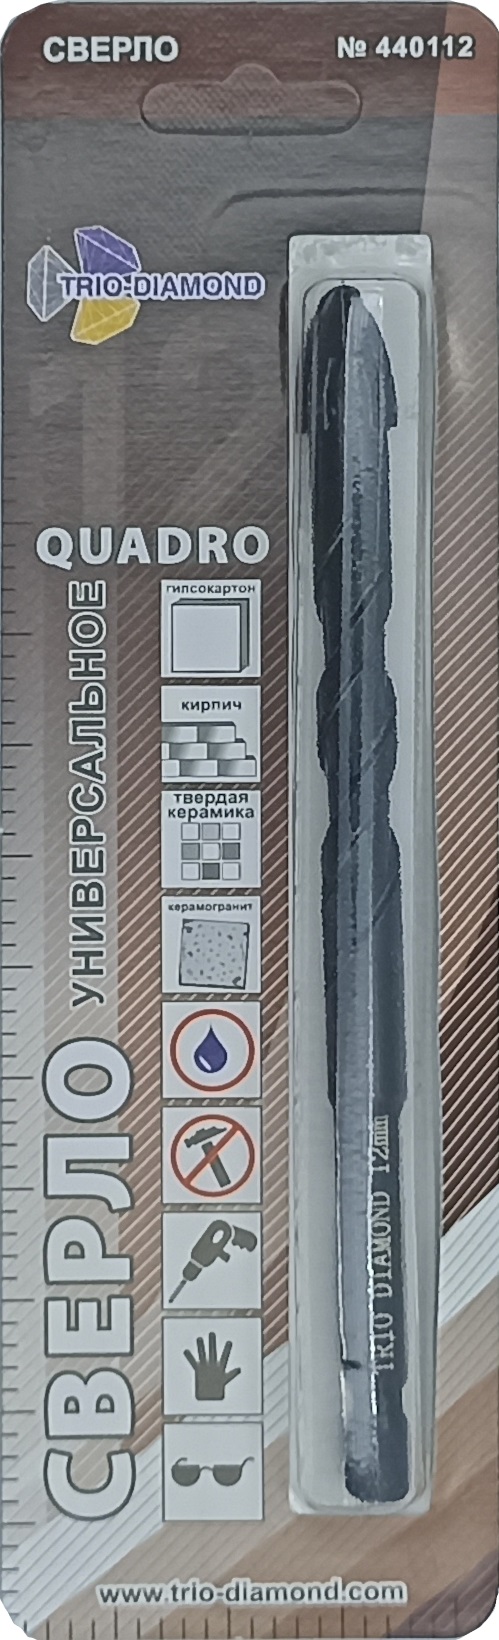 СВЕРЛО
№ 440112
TRIO-DIAMOND
QUADRO
СВЕРЛО
УНИВЕРСАЛЬНОЕ
гипсокартон
кирпич
твердая
керамика
керамогранит
TRIO DIAMOND 12mm
www.trio-diamond.com